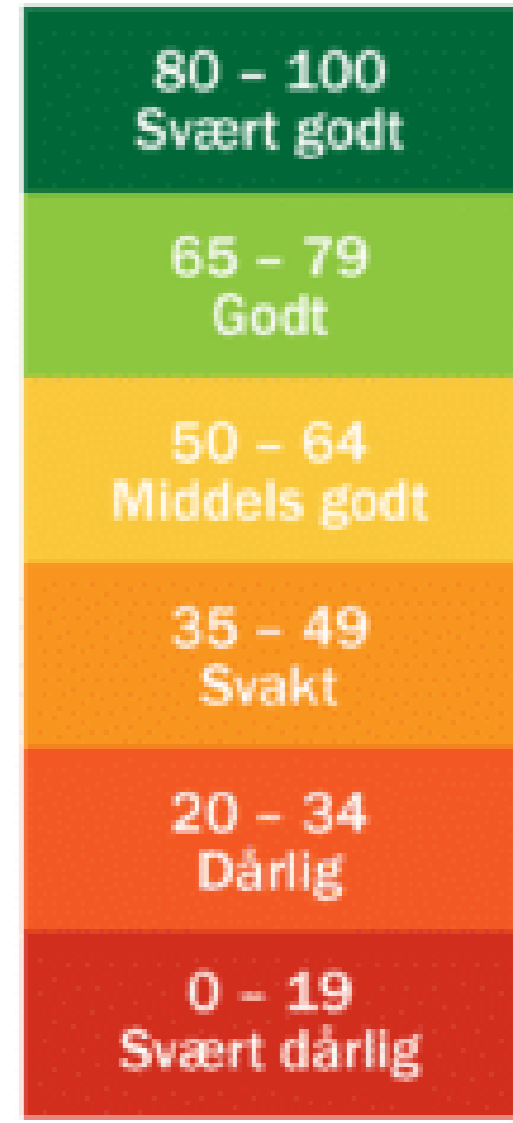 80 – 100
Svært godt
65 – 79
Godt
50 – 64
Middels godt
35 – 49
Svakt
20 – 34
Dårlig
0 – 19
Svært dårlig